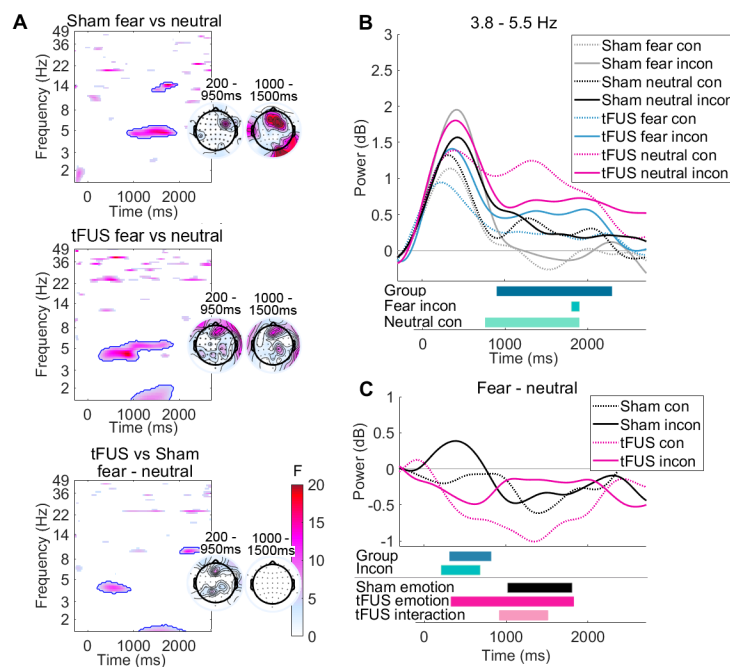 A
Sham fear vs neutral
Frequency (Hz)
49
36
22
14
8
5
3
2
0 1000 2000
Time (ms)
200 - 950ms
1000 - 1500ms
tFUS fear vs neutral
Frequency (Hz)
49
36
22
14
8
5
3
2
0 1000 2000
Time (ms)
200 - 950ms
1000 - 1500ms
tFUS vs Sham
fear - neutral
Frequency (Hz)
49
36
22
14
9
5
3
2
0 1000 2000
Time (ms)
200 - 950ms
1000 - 1500ms
F
20
15
10
5
0
B
3.8 - 5.5 Hz
Power (dB)
3
2.5
2
1.5
1
0.5
0
Sham fear con
Sham fear incon
Sham neutral con
Sham neutral incon
tFUS fear con
tFUS fear incon
tFUS neutral con
tFUS neutral incon
Group
Fear incon
Neutral con
0 1000 2000
Time (ms)
C
Fear - neutral
Power (dB)
1
0.5
0
-0.5
-1
Sham con
Sham incon
tFUS con
tFUS incon
Group
Incon
Sham emotion
tFUS emotion
tFUS interaction
0 1000 2000
Time (ms)